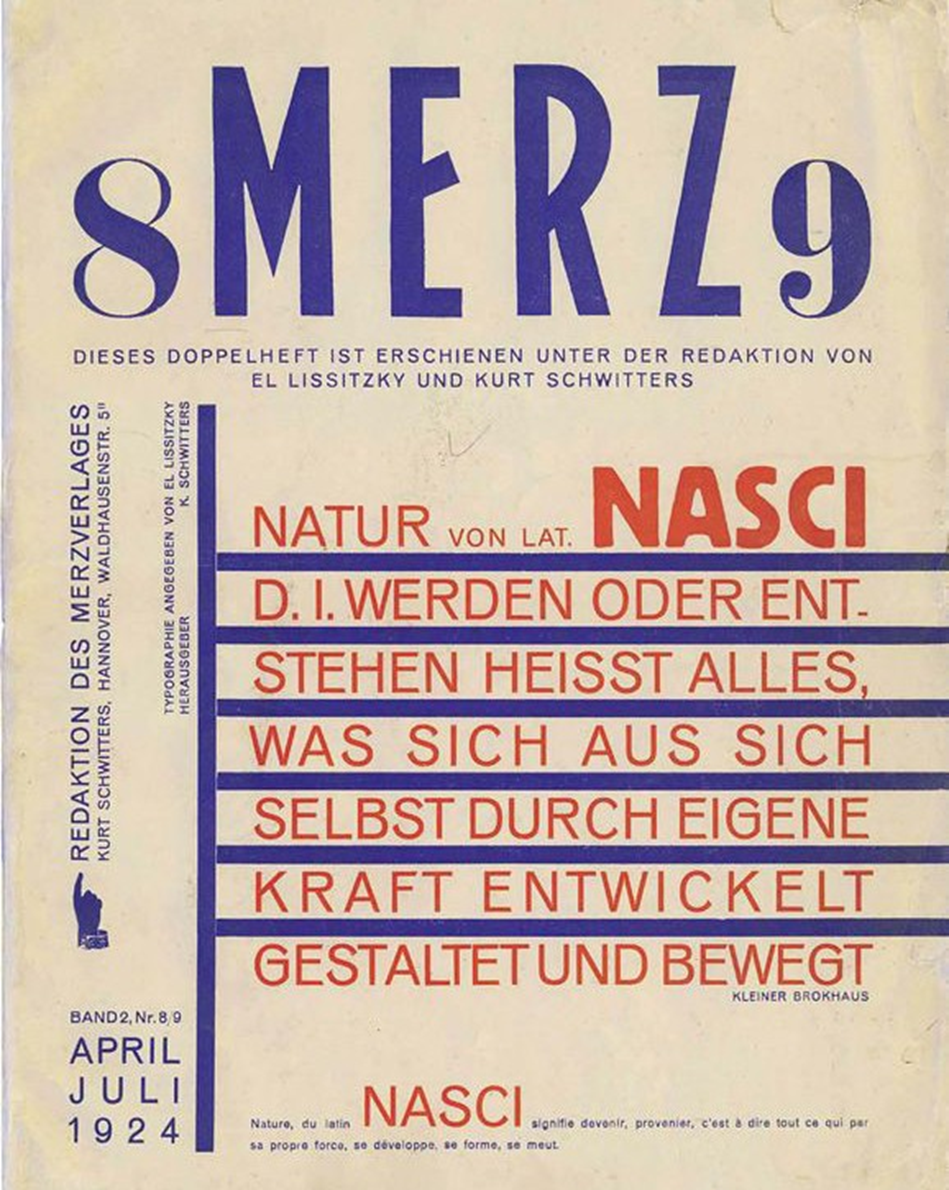 8 MERZ 9
DIESES DOPPELHEFT IST ERSCHIENEN UNTER DER REDAKTION VON
EL LISSITZKY UND KURT SCHWITTERS
REDAKTION DES MERZVERLAGES
KURT SCHWITTERS, HANNOVER, WALDHAUSENSTR. 5"
TYPOGRAPHIE ANGEGEBEN VON EL LISSITZKY
HERAUSGEBER K. SCHWITTERS
NATUR VON LAT. NASCI
D. I. WERDEN ODER ENT-
STEHEN HEISST ALLES,
WAS SICH AUS SICH
SELBST DURCH EIGENE
KRAFT ENTWICKELT
GESTALTET UND BEWEGT
KLEINER BROKHAUS
BAND 2, Nr. 8/9
APRIL
JULI
1924
Nature, du latin NASCI signifie devenir, provenier, c'est à dire tout ce qui par
sa propre force, se développe, se forme, se meut.